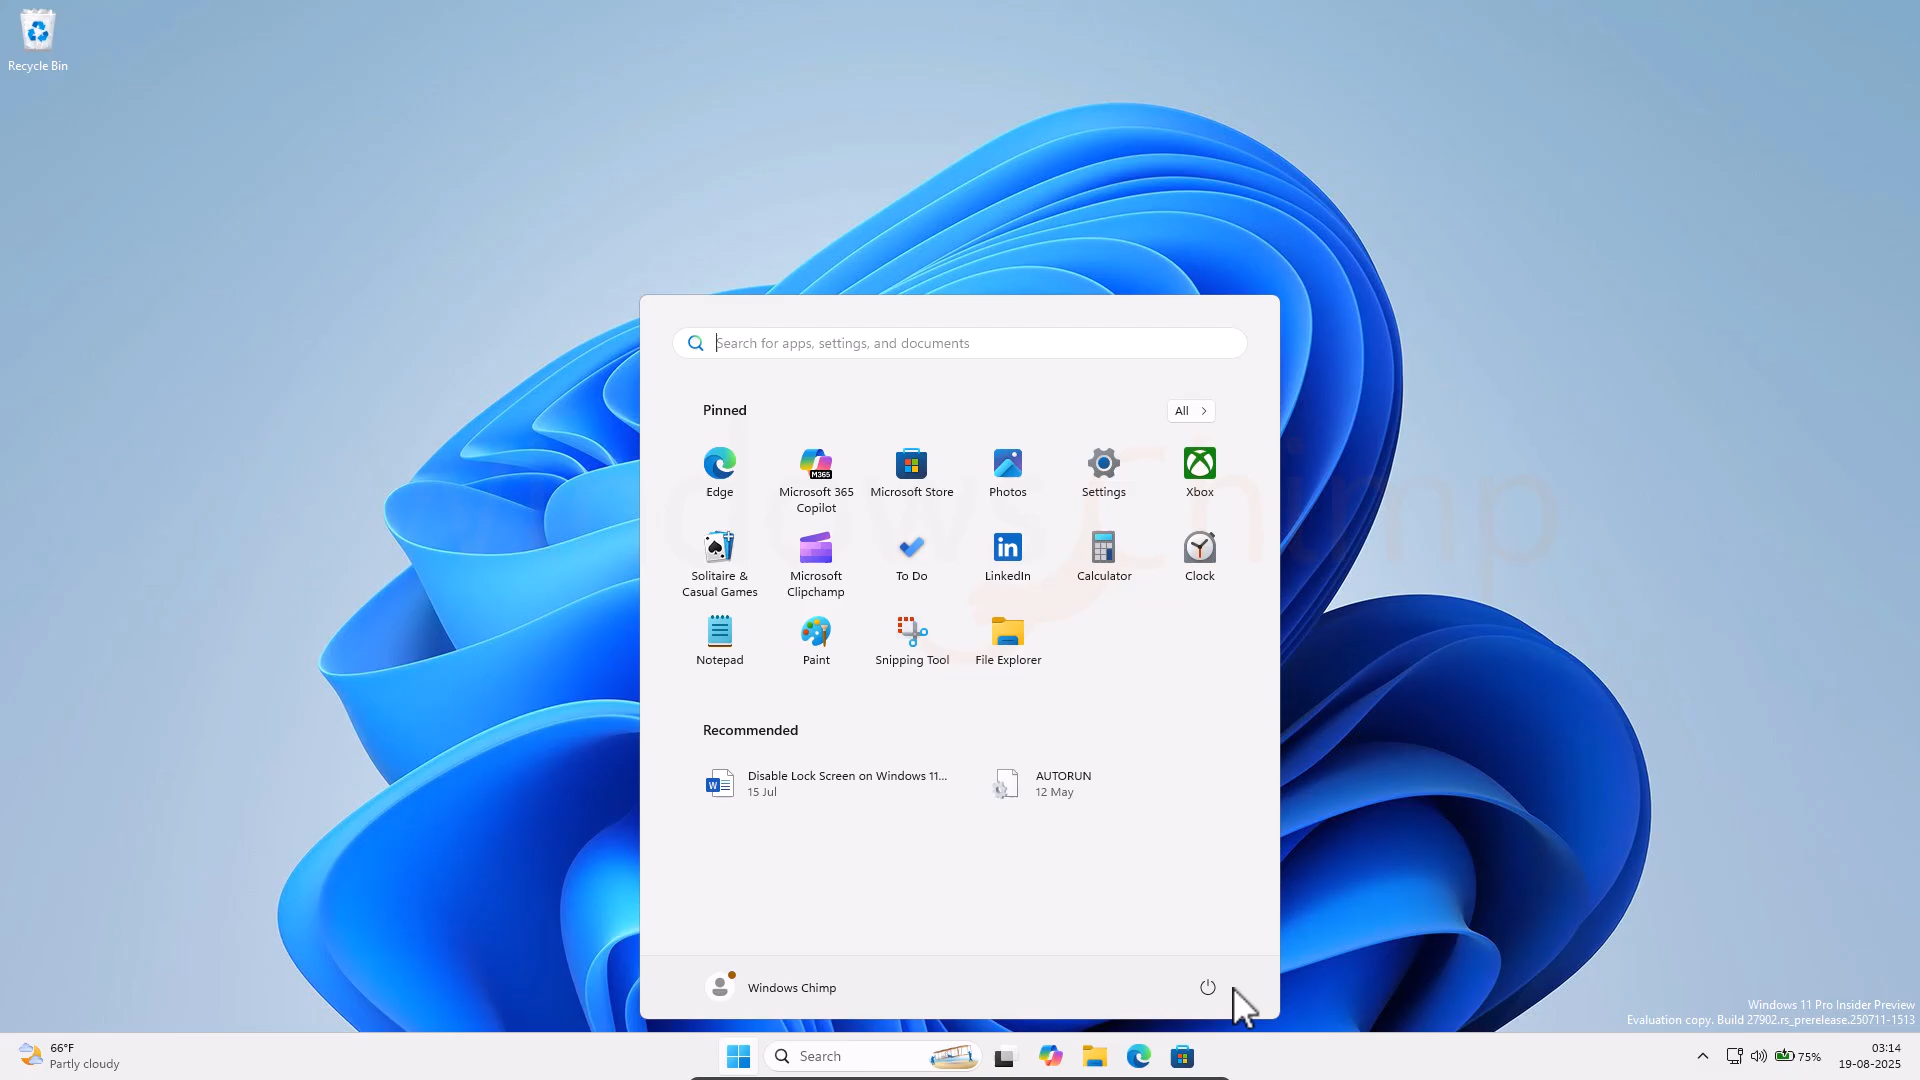 Recycle Bin
Search for apps, settings, and documents
Pinned
All
Edge
Microsoft 365
Copilot
Microsoft Store
Photos
Settings
Xbox
M365
Solitaire &
Casual Games
Microsoft
Clipchamp
To Do
LinkedIn
Calculator
Clock
Notepad
Paint
Snipping Tool
File Explorer
Recommended
Disable Lock Screen on Windows 11...
15 Jul
AUTORUN
12 May
Windows Chimp
Windows 11 Pro Insider Preview
Evaluation copy. Build 27902.rs_prerelease.250711-1513
66°F
Partly cloudy
Search
75%
03:14
19-08-2025